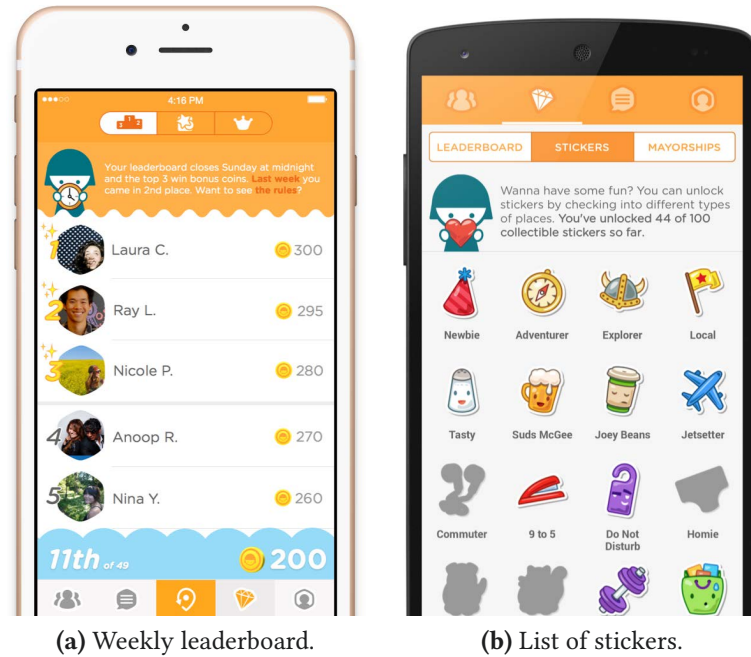 4:16 PM
Your leaderboard closes Sunday at midnight
and the top 3 win bonus coins. Last week you
came in 2nd place. Want to see the rules?
1 Laura C. 300
2 Ray L. 295
3 Nicole P. 280
4 Anoop R. 270
5 Nina Y. 260
11th of 49 200
(a) Weekly leaderboard.
LEADERBOARD STICKERS MAYORSHIPS
Wanna have some fun? You can unlock
stickers by checking into different types
of places. You've unlocked 44 of 100
collectible stickers so far.
Newbie Adventurer Explorer Local
Tasty Suds McGee Joey Beans Jetsetter
Commuter 9 to 5 Do Not Homie
Disturb
(b) List of stickers.